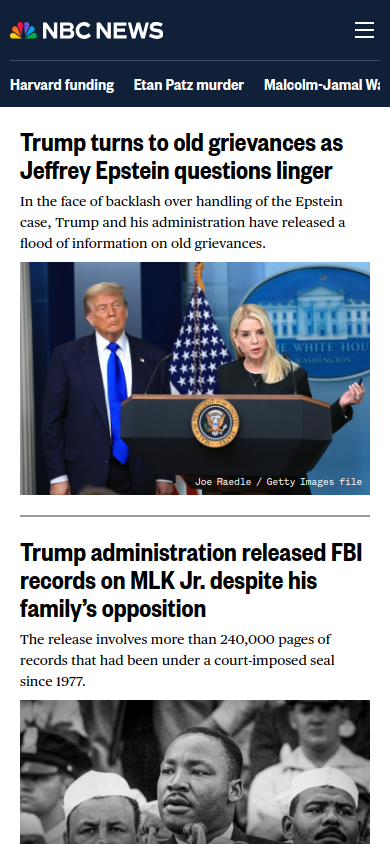 NBC NEWS
Harvard funding Etan Patz murder Malcolm-Jamal
Trump turns to old grievances as
Jeffrey Epstein questions linger
In the face of backlash over handling of the Epstein
case, Trump and his administration have released a
flood of information on old grievances.
THE WHITE HOU
WASHINGTON
Joe Raedle / Getty Images file
Trump administration released FBI
records on MLK Jr. despite his
family's opposition
The release involves more than 240,000 pages of
records that had been under a court-imposed seal
since 1977.